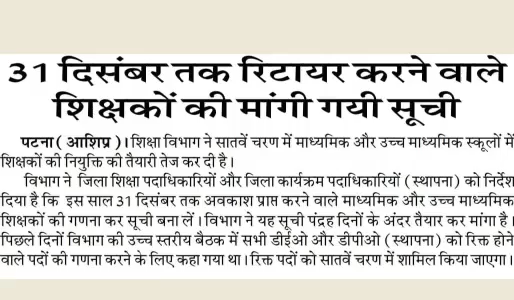 31 दिसंबर तक रिटायर करने वाले
शिक्षकों की मांगी गयी सूची
पटना ( आशिप्र ) । शिक्षा विभाग ने सातवें चरण में माध्यमिक और उच्च माध्यमिक स्कूलों में
शिक्षकों की नियुक्ति की तैयारी तेज कर दी है ।
विभाग ने जिला शिक्षा पदाधिकारियों और जिला कार्यक्रम पदाधिकारियों (स्थापना) को निर्देश
दिया है कि इस साल 31 दिसंबर तक अवकाश प्राप्त करने वाले माध्यमिक और उच्च माध्यमिक
शिक्षकों की गणना कर सूची बना लें । विभाग ने यह सूची पंद्रह दिनों के अंदर तैयार कर मांगा है ।
पिछले दिनों विभाग की उच्च स्तरीय बैठक में सभी डीईओ और डीपीओ (स्थापना) को रिक्त होने
वाले पदों की गणना करने के लिए कहा गया था । रिक्त पदों को सातवें चरण में शामिल किया जाएगा ।